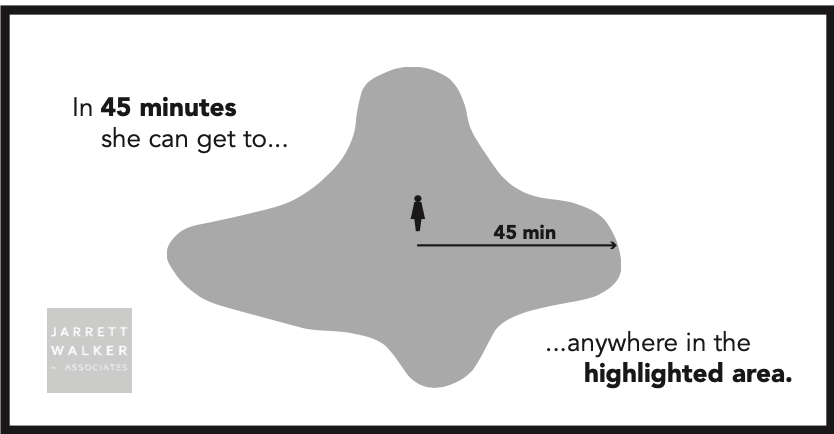 In 45 minutes
she can get to...
45 min
...anywhere in the
highlighted area.
JARRETT
WALKER
+ ASSOCIATES